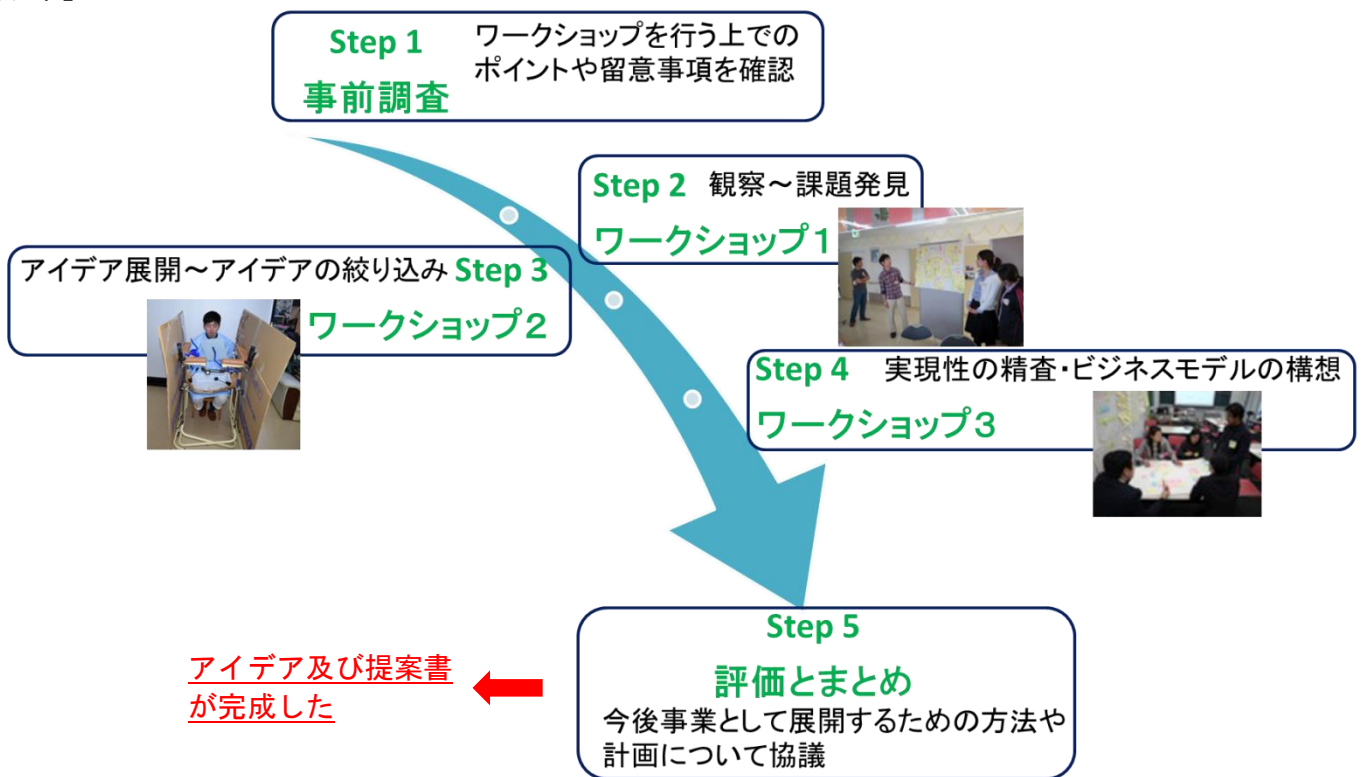 Step 1
ワークショップを行う上での
ポイントや留意事項を確認
事前調査
Step 2 観察~課題発見
ワークショップ1
アイデア展開~アイデアの絞り込み Step 3
ワークショップ2
Step 4 実現性の精査・ビジネスモデルの構想
ワークショップ3
Step 5
評価とまとめ
今後事業として展開するための方法や
計画について協議
アイデア及び提案書
が完成した